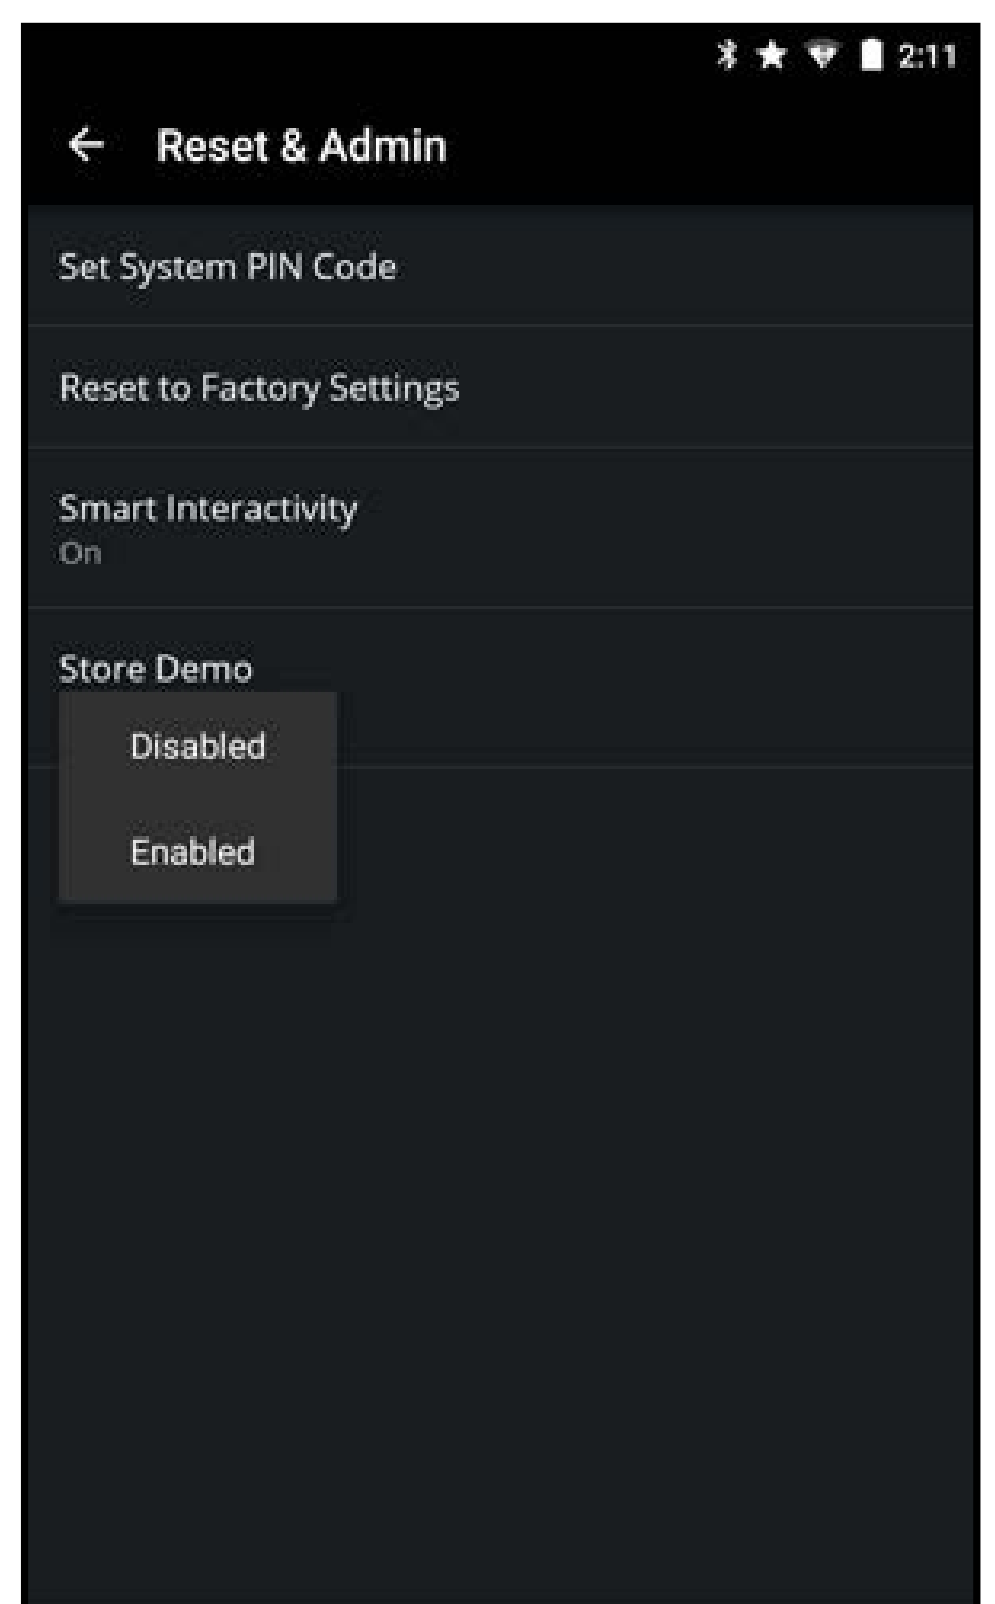 2:11
Reset & Admin
Set System PIN Code
Reset to Factory Settings
Smart Interactivity
On
Store Demo
Disabled
Enabled